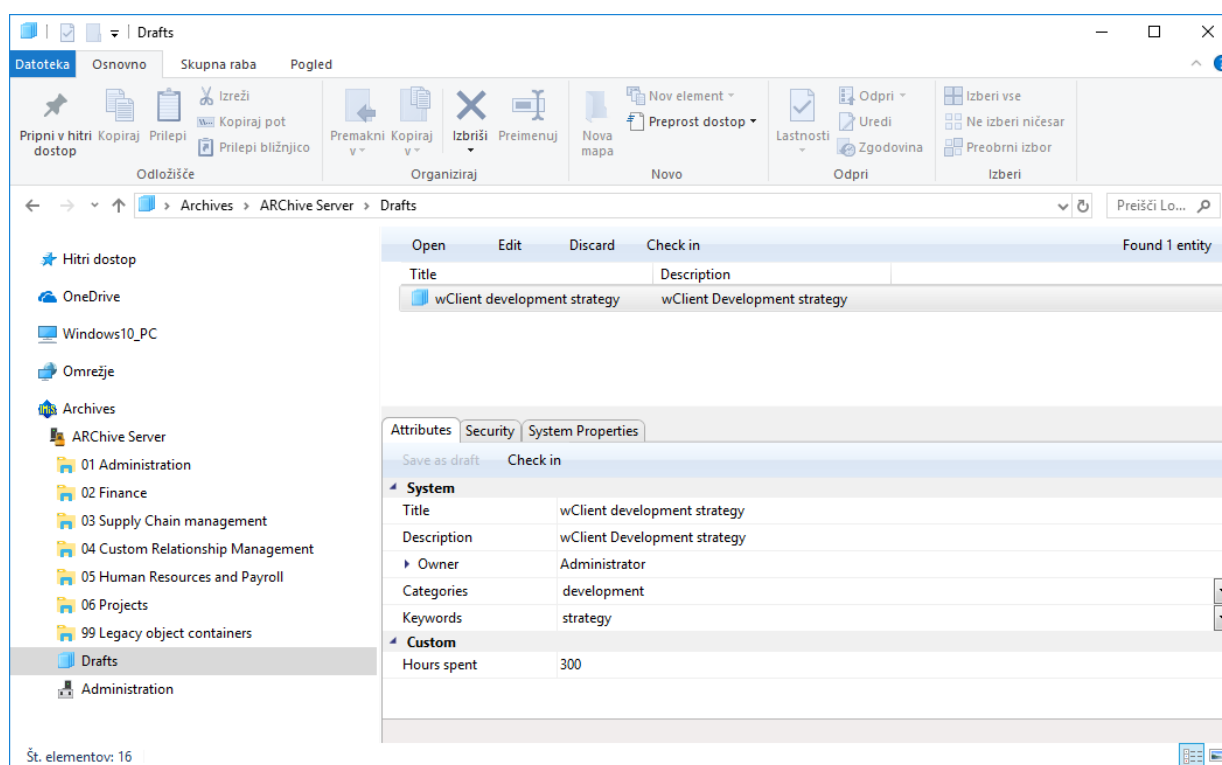 Drafts
Datoteka Osnovno Skupna raba Pogled
Pripni v hitri dostop
Kopiraj
Prilepi
Izreži
Kopiraj pot
Prilepi bližnjico
Odložišče
Premakni v
Kopiraj v
Izbriši
Preimenuj
Organiziraj
Nova mapa
Nov element
Preprost dostop
Novo
Lastnosti
Odpri
Uredi
Zgodovina
Odpri
Izberi vse
Ne izberi ničesar
Preobrni izbor
Izberi
Archives > ARChive Server > Drafts
Preišči Lo...
Hitri dostop
OneDrive
Windows10_PC
Omrežje
Archives
ARChive Server
01 Administration
02 Finance
03 Supply Chain management
04 Custom Relationship Management
05 Human Resources and Payroll
06 Projects
99 Legacy object containers
Drafts
Administration
Open Edit Discard Check in Found 1 entity
Title Description
wClient development strategy wClient Development strategy
Attributes Security System Properties
Save as draft Check in
System
Title wClient development strategy
Description wClient Development strategy
Owner Administrator
Categories development
Keywords strategy
Custom
Hours spent 300
Št. elementov: 16